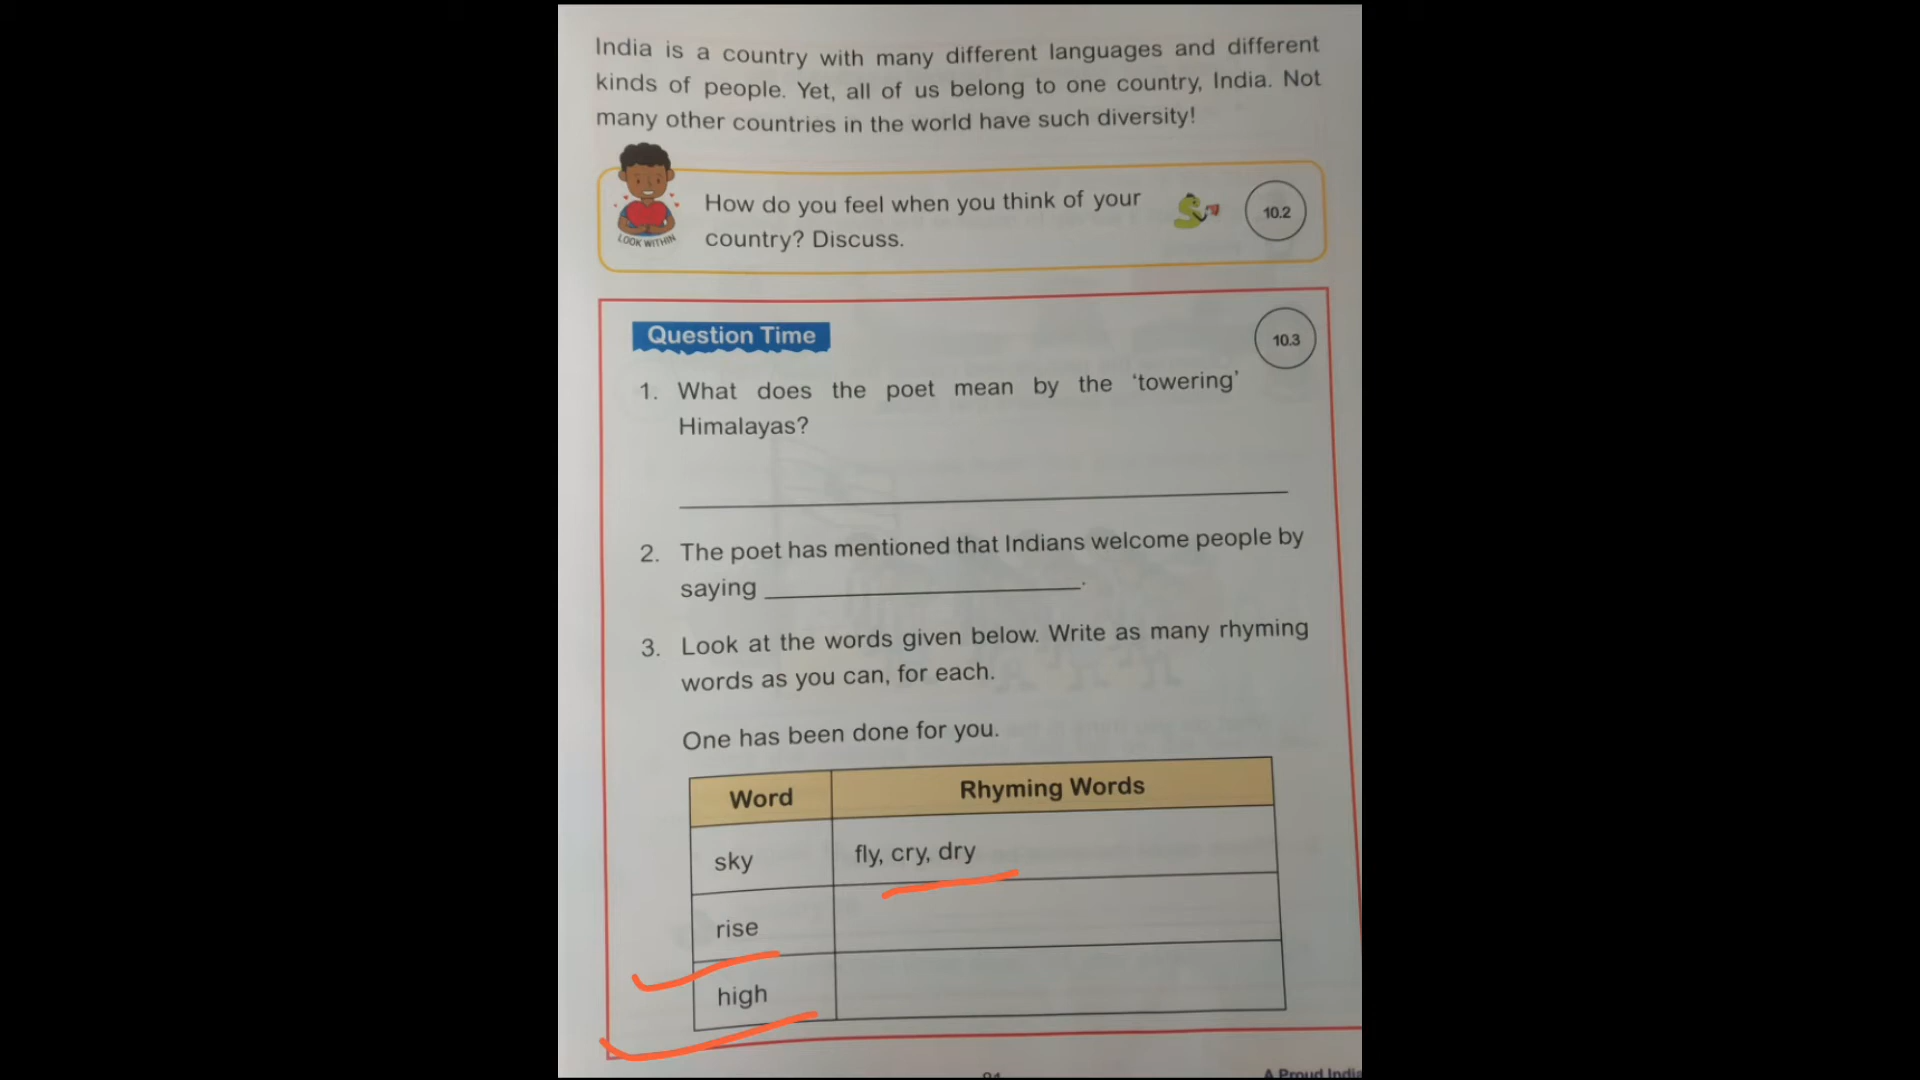 India is a country with many different languages and different
kinds of people. Yet, all of us belong to one country, India. Not
many other countries in the world have such diversity!
How do you feel when you think of your
country? Discuss.
10.2
LOOK WITHIN
Question Time
10.3
1. What does the poet mean by the ‘towering’
Himalayas?
2. The poet has mentioned that Indians welcome people by
saying ____________________.
3. Look at the words given below. Write as many rhyming
words as you can, for each.
One has been done for you.
Word Rhyming Words
sky fly, cry, dry
rise
high
A Proud India